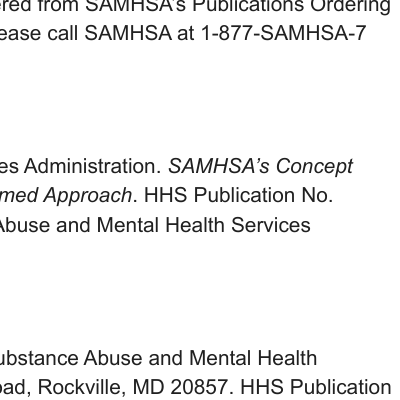 ered from SAMHSA's Publications Ordering
ease call SAMHSA at 1-877-SAMHSA-7
es Administration. SAMHSA's Concept
med Approach. HHS Publication No.
Abuse and Mental Health Services
ubstance Abuse and Mental Health
oad, Rockville, MD 20857. HHS Publication